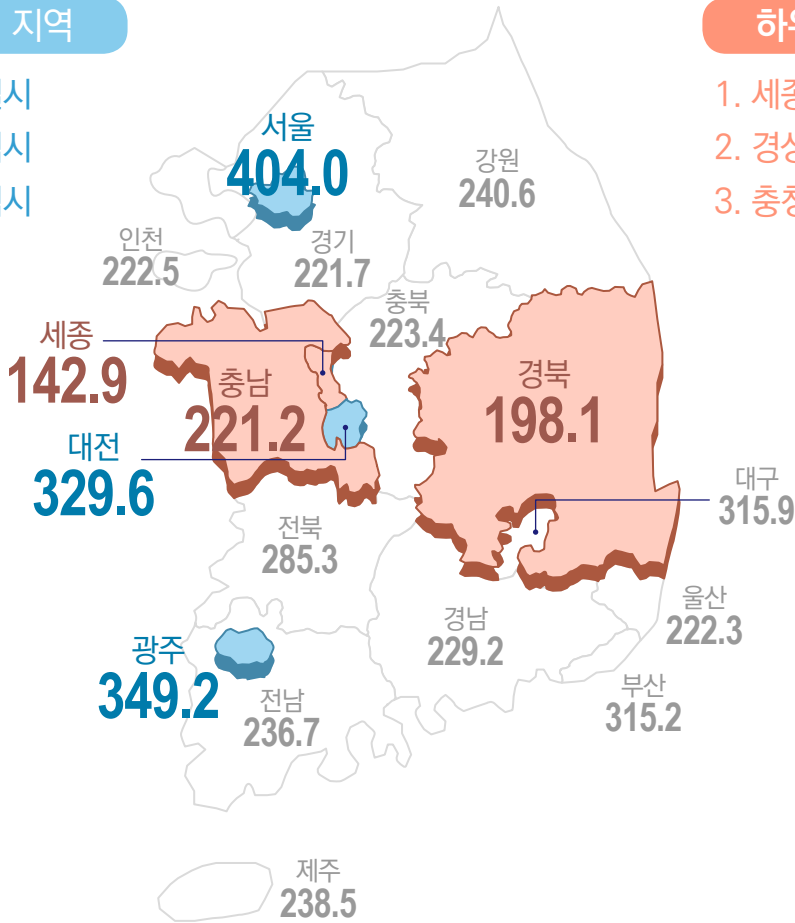 지역
시
시
시
1. 세종
2. 경상
3. 충청
서울
404.0
강원
240.6
인천
222.5
경기
221.7
충북
223.4
세종
142.9
충남
221.2
경북
198.1
대전
329.6
대구
315.9
전북
285.3
울산
222.3
경남
229.2
광주
349.2
전남
236.7
부산
315.2
제주
238.5